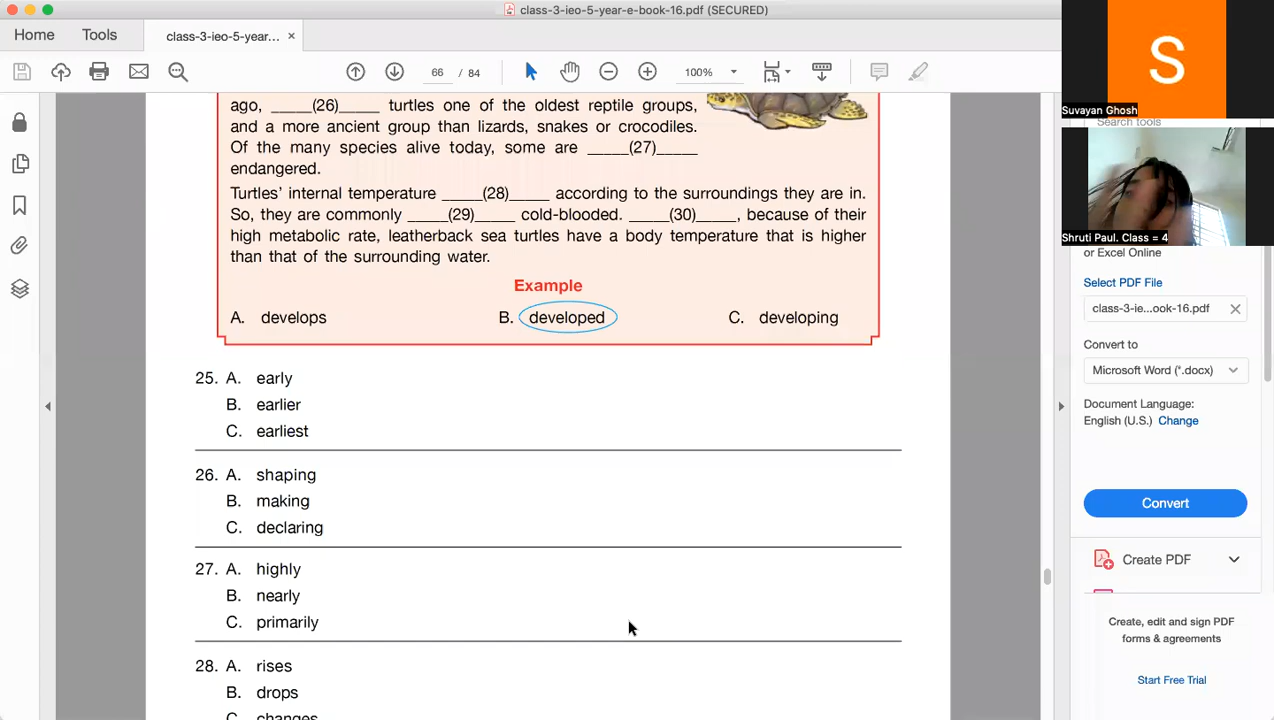 class-3-ieo-5-year-e-book-16.pdf (SECURED)
Home Tools class-3-ieo-5-year... ×
66 / 84 100%
S
Suvayan Ghosh
Search tools
Shruti Paul. Class = 4
ago, _____(26)_____ turtles one of the oldest reptile groups,
and a more ancient group than lizards, snakes or crocodiles.
Of the many species alive today, some are _____(27)_____
endangered.
Turtles' internal temperature _____(28)_____ according to the surroundings they are in.
So, they are commonly _____(29)_____ cold-blooded. _____(30)_____, because of their
high metabolic rate, leatherback sea turtles have a body temperature that is higher
than that of the surrounding water.
Example
A. develops B. developed C. developing
25. A. early
B. earlier
C. earliest
26. A. shaping
B. making
C. declaring
27. A. highly
B. nearly
C. primarily
28. A. rises
B. drops
C. changes
or Excel Online
Select PDF File
class-3-ie...ook-16.pdf
Convert to
Microsoft Word (*.docx)
Document Language:
English (U.S.) Change
Convert
Create PDF
Create, edit and sign PDF
forms & agreements
Start Free Trial